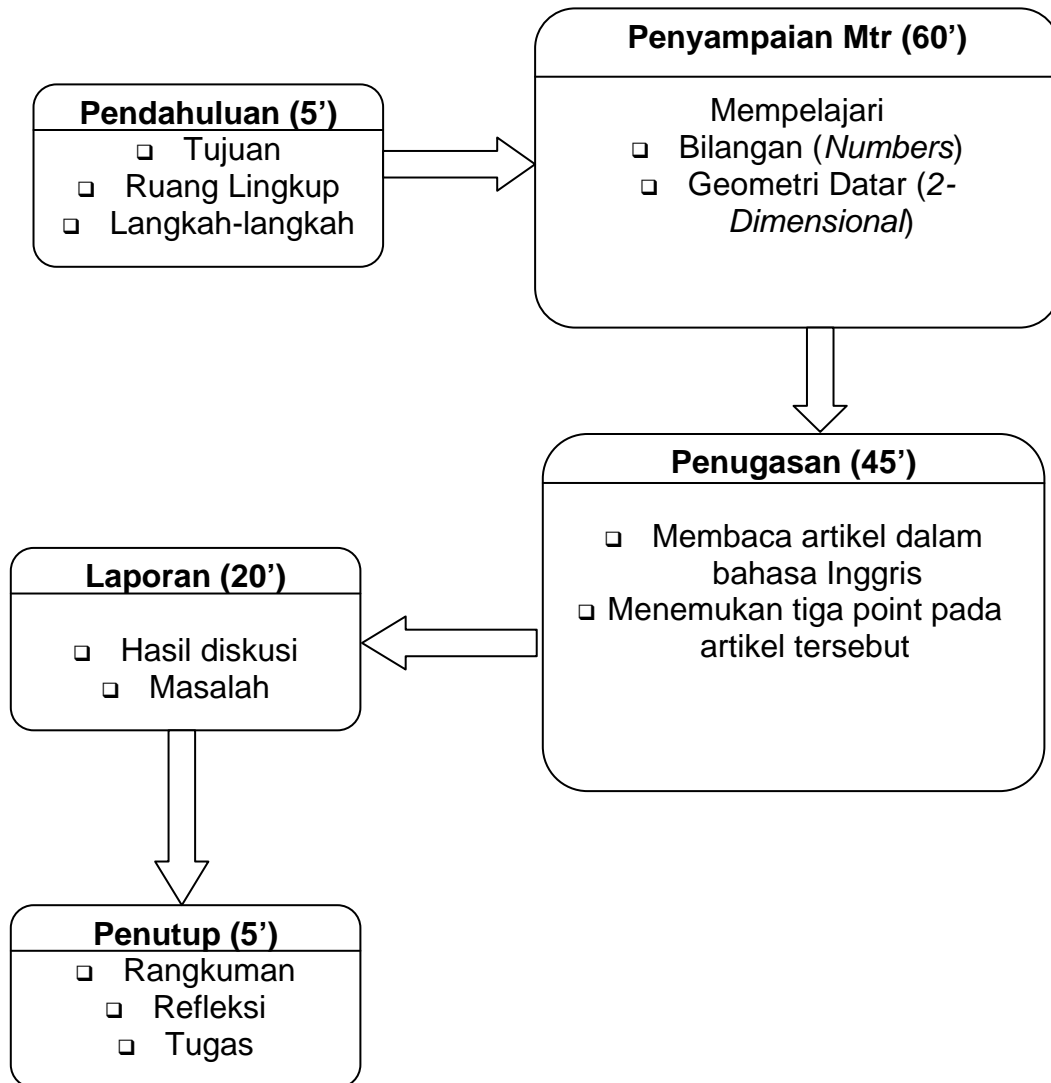 Pendahuluan (5’)
❑ Tujuan
❑ Ruang Lingkup
❑ Langkah-langkah
Penyampaian Mtr (60’)
Mempelajari
❑ Bilangan (Numbers)
❑ Geometri Datar (2-
Dimensional)
Penugasan (45’)
❑ Membaca artikel dalam
bahasa Inggris
❑ Menemukan tiga point pada
artikel tersebut
Laporan (20’)
❑ Hasil diskusi
❑ Masalah
Penutup (5’)
❑ Rangkuman
❑ Refleksi
❑ Tugas